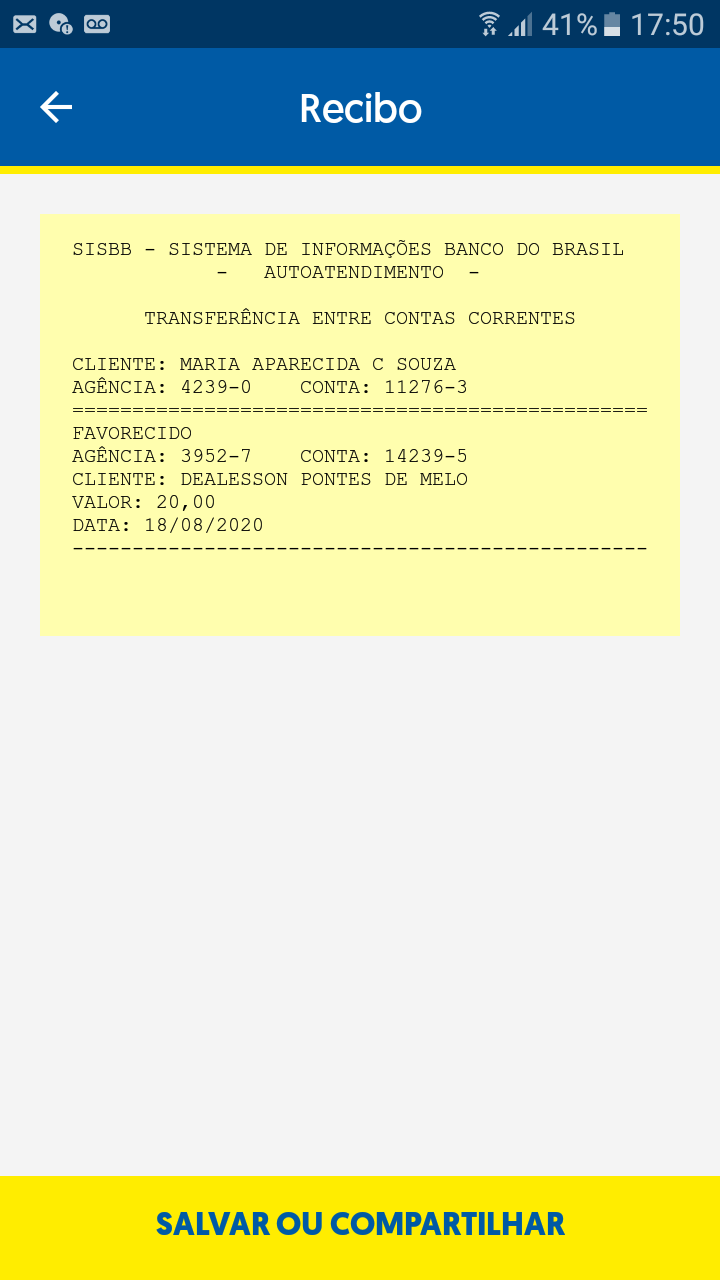 41% 17:50
Recibo
SISBB - SISTEMA DE INFORMAÇÕES BANCO DO BRASIL
- AUTOATENDIMENTO -
TRANSFERÊNCIA ENTRE CONTAS CORRENTES
CLIENTE: MARIA APARECIDA C SOUZA
AGÊNCIA: 4239-0 CONTA: 11276-3
================================================
FAVORECIDO
AGÊNCIA: 3952-7 CONTA: 14239-5
CLIENTE: DEALESSON PONTES DE MELO
VALOR: 20,00
DATA: 18/08/2020
------------------------------------------------
SALVAR OU COMPARTILHAR